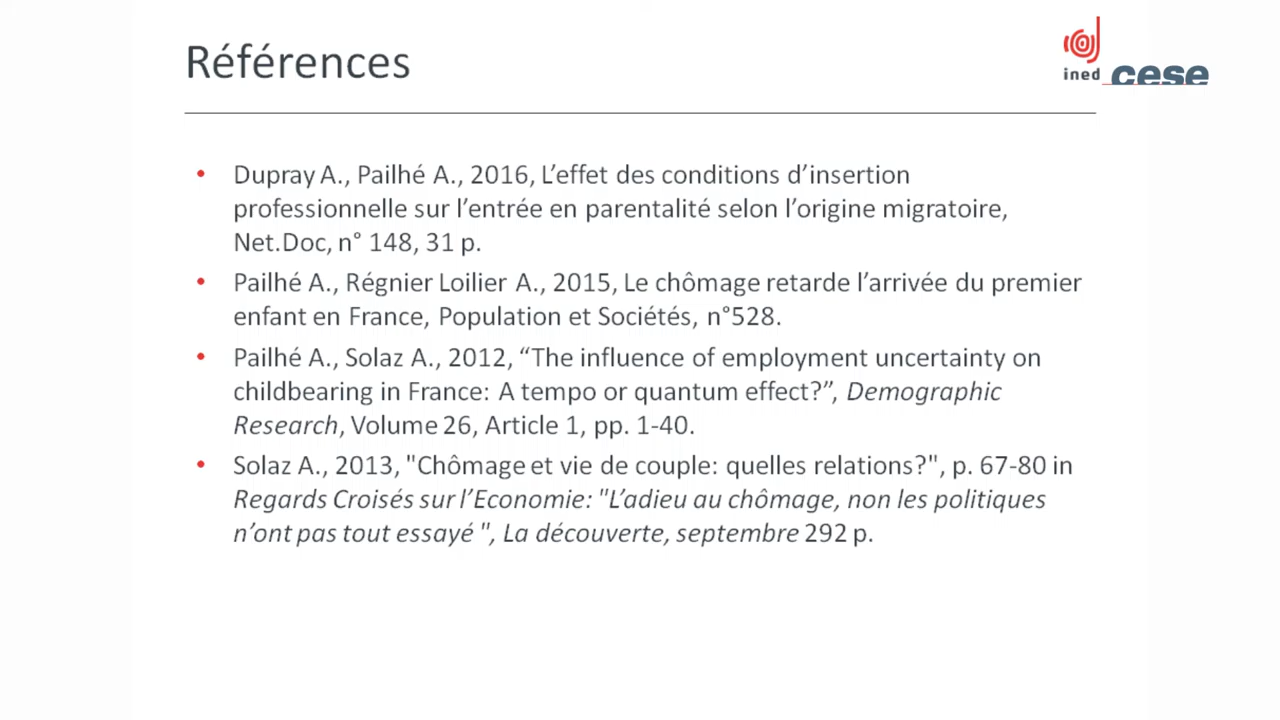 Références
ined
cese
• Dupray A., Pailhé A., 2016, L’effet des conditions d’insertion
professionnelle sur l’entrée en parentalité selon l’origine migratoire,
Net.Doc, n° 148, 31 p.
• Pailhé A., Régnier Loilier A., 2015, Le chômage retarde l’arrivée du premier
enfant en France, Population et Sociétés, n°528.
• Pailhé A., Solaz A., 2012, “The influence of employment uncertainty on
childbearing in France: A tempo or quantum effect?”, Demographic
Research, Volume 26, Article 1, pp. 1-40.
• Solaz A., 2013, "Chômage et vie de couple: quelles relations?", p. 67-80 in
Regards Croisés sur l’Economie: "L’adieu au chômage, non les politiques
n’ont pas tout essayé ", La découverte, septembre 292 p.